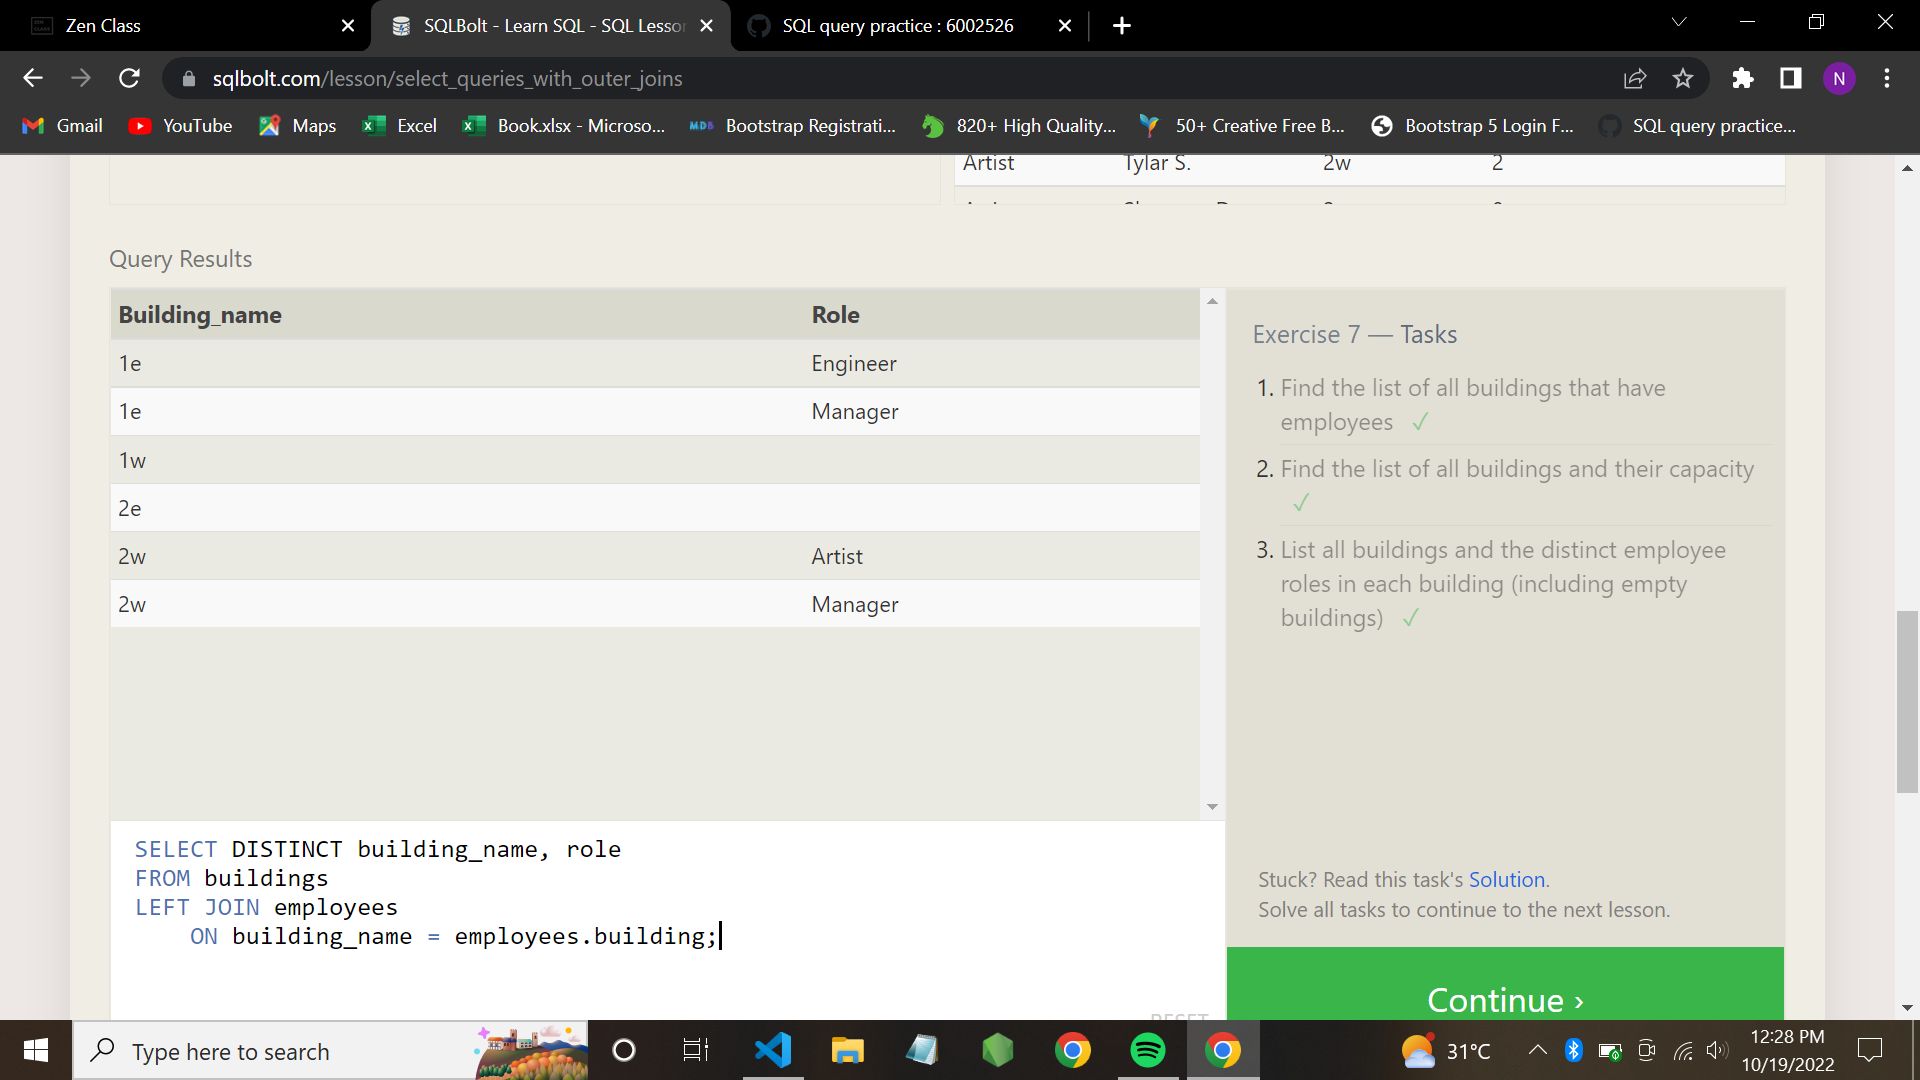 Zen Class
SQLBolt - Learn SQL - SQL Lesso
SQL query practice : 6002526
sqlbolt.com/lesson/select_queries_with_outer_joins
N
Gmail
YouTube
Maps
Excel
Book.xlsx - Microso...
MDB
Bootstrap Registrati...
820+ High Quality...
50+ Creative Free B...
Bootstrap 5 Login F...
SQL query practice...
Artist Tylar S. 2w 2
Query Results
Building_name Role
1e Engineer
1e Manager
1w
2e
2w Artist
2w Manager
Exercise 7 — Tasks
1. Find the list of all buildings that have
employees ✓
2. Find the list of all buildings and their capacity
✓
3. List all buildings and the distinct employee
roles in each building (including empty
buildings) ✓
SELECT DISTINCT building_name, role
FROM buildings
LEFT JOIN employees
ON building_name = employees.building;
RESET
Stuck? Read this task's Solution.
Solve all tasks to continue to the next lesson.
Continue ›
Type here to search
31°C
12:28 PM
10/19/2022